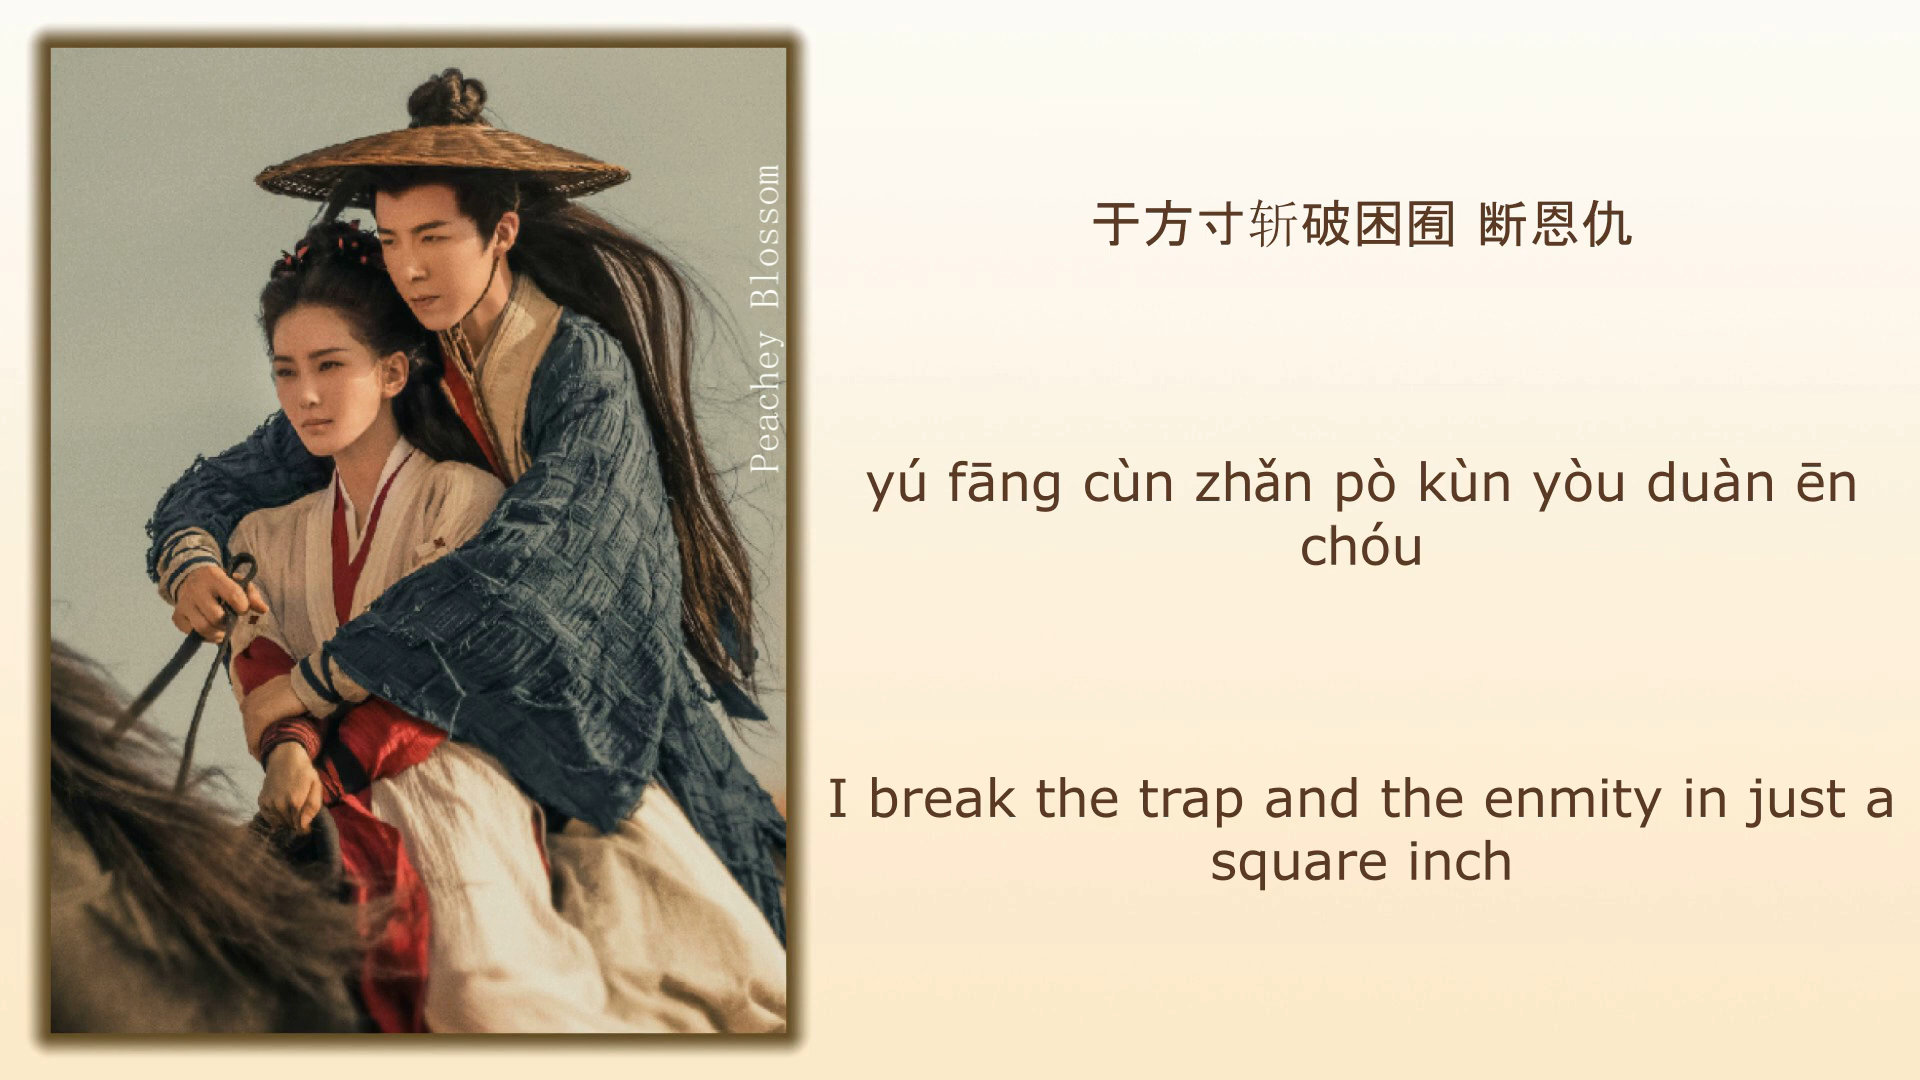 Peachey Blossom
于方寸斩破困囿 断恩仇
yú fāng cùn zhǎn pò kùn yòu duàn ēn
chóu
I break the trap and the enmity in just a
square inch